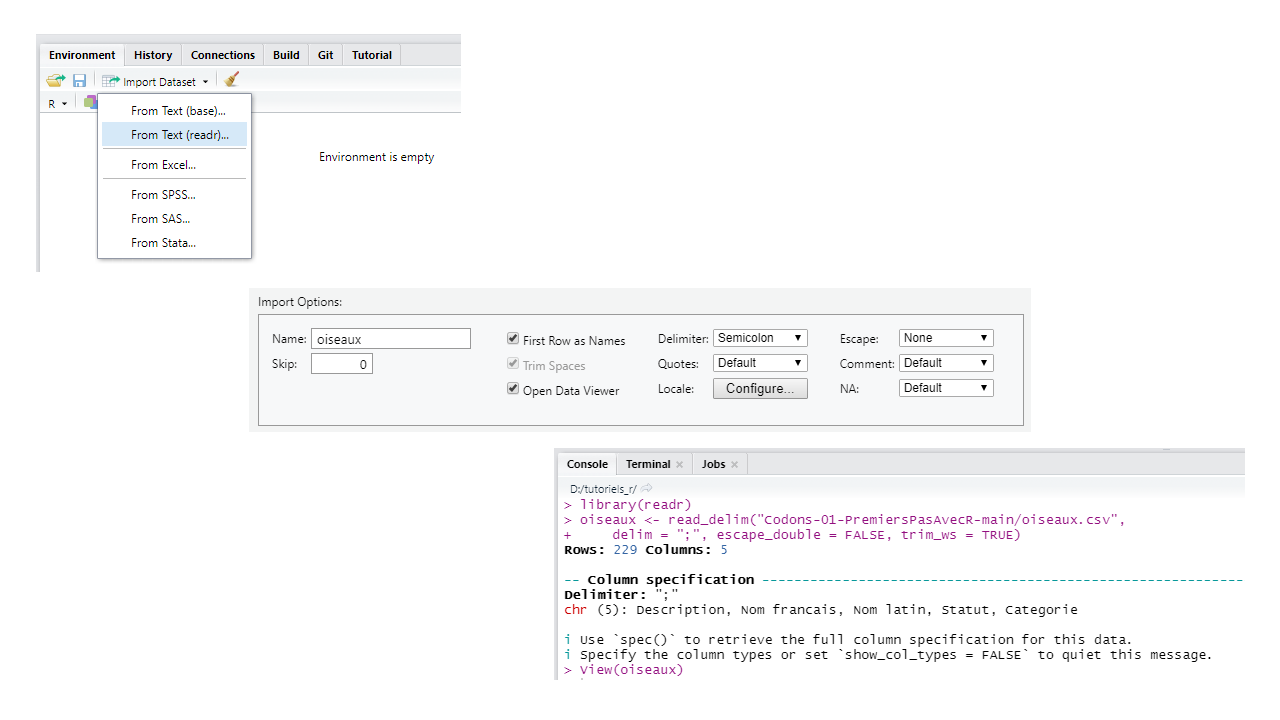 Environment History Connections Build Git Tutorial
Import Dataset
R
From Text (base)...
From Text (readr)...
From Excel...
From SPSS...
From SAS...
From Stata...
Environment is empty
Import Options:
Name: oiseaux First Row as Names Delimiter: Semicolon Escape: None
Skip: 0 Trim Spaces Quotes: Default Comment: Default
Open Data Viewer Locale: Configure... NA: Default
Console Terminal Jobs
D:/tutoriels_r/
> library(readr)
> oiseaux <- read_delim("Codons-01-PremiersPasAvecR-main/oiseaux.csv",
+     delim = ";", escape_double = FALSE, trim_ws = TRUE)
Rows: 229 Columns: 5
-- Column specification ------------------------------------------------------------
Delimiter: ";"
chr (5): Description, Nom francais, Nom latin, Statut, Categorie
i Use `spec()` to retrieve the full column specification for this data.
i Specify the column types or set `show_col_types = FALSE` to quiet this message.
> View(oiseaux)